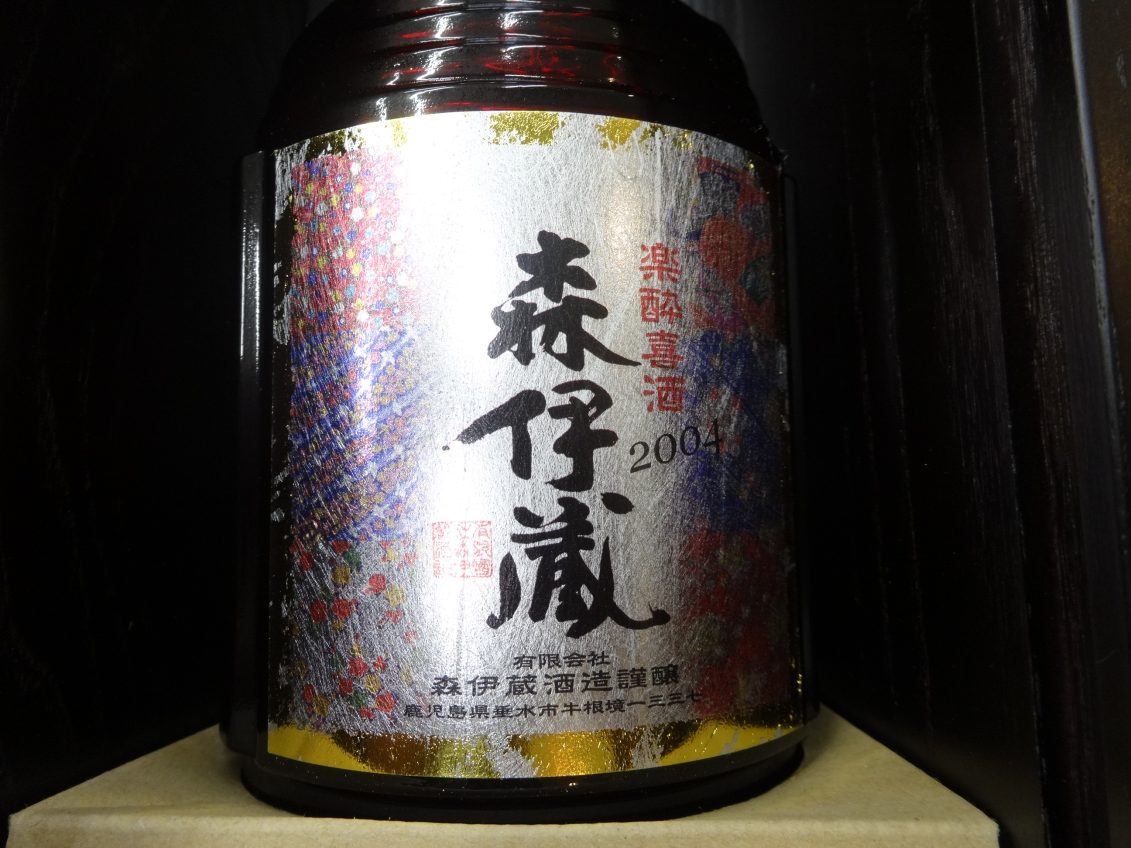 楽酔喜酒
2004
森伊蔵
有限会社
森伊蔵酒造謹醸
鹿児島県垂水市牛根境一三三七